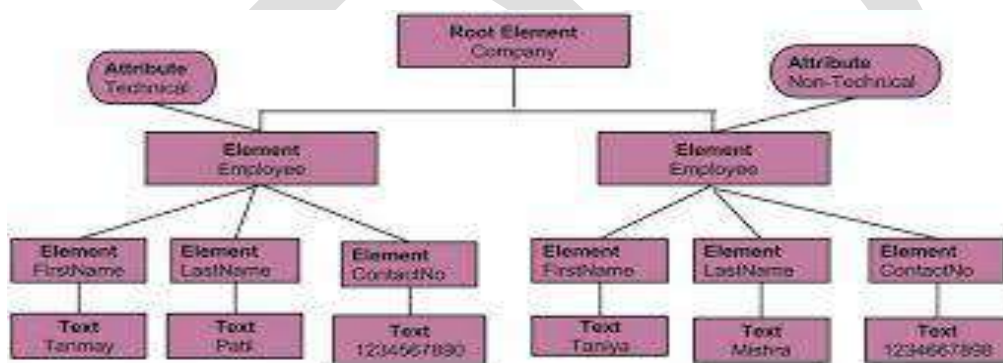 Root Element
Company
Attribute
Technical
Attribute
Non-Technical
Element
Employee
Element
Employee
Element
FirstName
Element
LastName
Element
ContactNo
Element
FirstName
Element
LastName
Element
ContactNo
Text
Tanmay
Text
Patil
Text
1234567890
Text
Taniya
Text
Mishra
Text